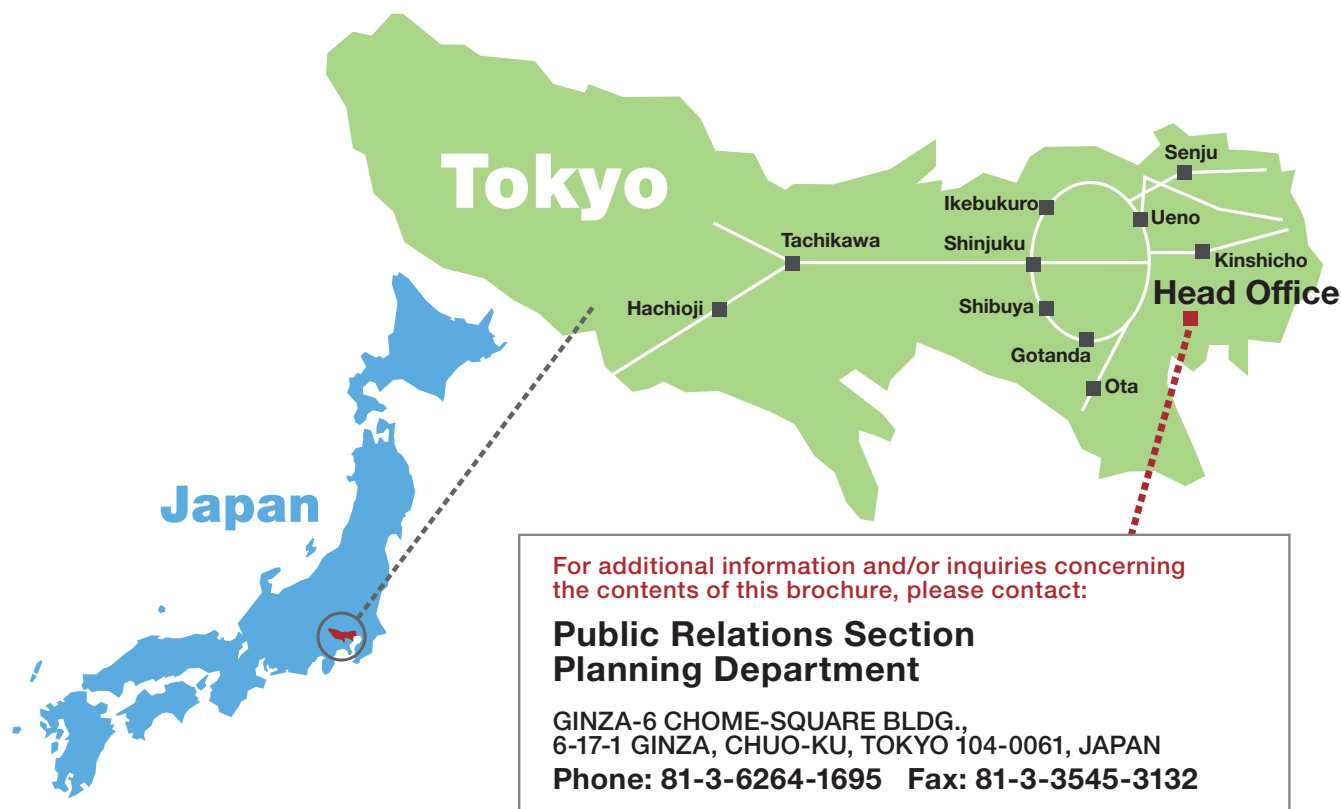 Tokyo
Senju
Ikebukuro
Ueno
Tachikawa
Shinjuku
Kinshicho
Head Office
Hachioji
Shibuya
Gotanda
Ota
Japan
For additional information and/or inquiries concerning
the contents of this brochure, please contact:
Public Relations Section
Planning Department
GINZA-6 CHOME-SQUARE BLDG.,
6-17-1 GINZA, CHUO-KU, TOKYO 104-0061, JAPAN
Phone: 81-3-6264-1695 Fax: 81-3-3545-3132